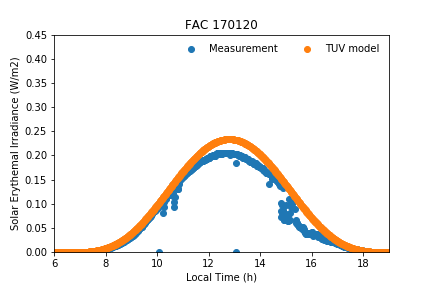 FAC 170120
Measurement
TUV model
Solar Erythemal Irradiance (W/m2)
0.45
0.40
0.35
0.30
0.25
0.20
0.15
0.10
0.05
0.00
6 8 10 12 14 16 18
Local Time (h)